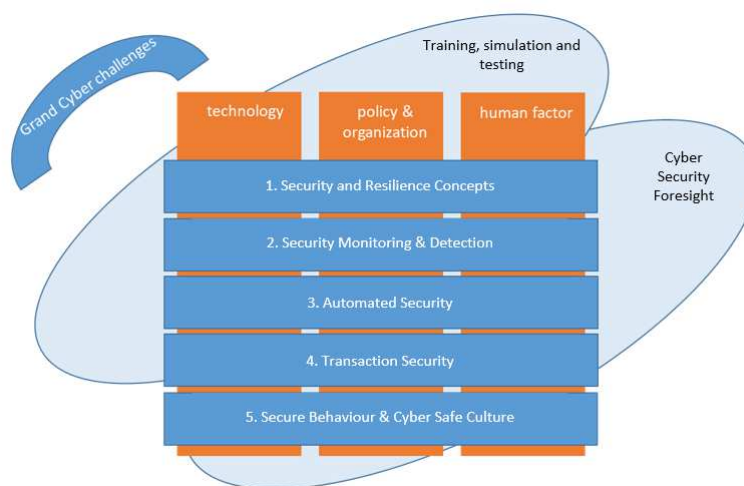 Grand Cyber challenges
Training, simulation and
testing
technology
policy &
organization
human factor
Cyber
Security
Foresight
1. Security and Resilience Concepts
2. Security Monitoring & Detection
3. Automated Security
4. Transaction Security
5. Secure Behaviour & Cyber Safe Culture